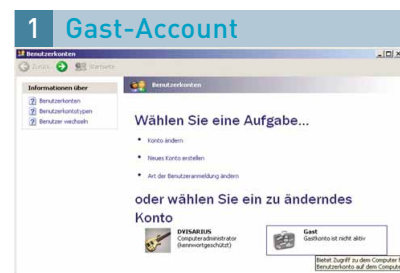 1 Gast-Account
Benutzerkonten
Zurück Startseite
Informationen über
Benutzerkonten
Benutzerkontotypen
Benutzer wechseln
Benutzerkonten
Wählen Sie eine Aufgabe...
Konto ändern
Neues Konto erstellen
Art der Benutzeranmeldung ändern
oder wählen Sie ein zu änderndes
Konto
DVISARIUS
Computeradministrator
(kennwortgeschützt)
Gast
Gastkonto ist nicht aktiv
Bietet Zugriff zu dem Computer
Benutzerkonto auf dem Compute